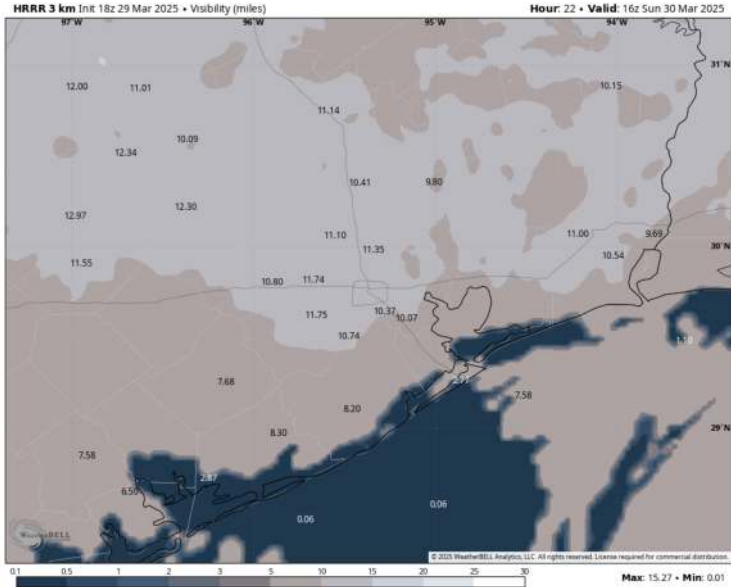 HRRR 3 km Init 18z 29 Mar 2025 • Visibility (miles) Hour: 22 • Valid: 16z Sun 30 Mar 2025
97°W 96°W 95°W 94°W
31°N
12.00 11.01 10.15
11.14
10.09
12.34
10.41 9.80
12.30
12.97
11.10 11.00 9.69
30°N
11.35
11.55 10.54
10.80 11.74
11.75 10.37 10.07
10.74 1.10
7.68
7.58
8.20
8.30 29°N
7.58
2.87
6.50
0.06 0.06
WeatherBELL
© 2025 WeatherBELL Analytics, LLC. All rights reserved. License required for commercial distribution.
0.1 0.5 1 2 3 5 10 15 20 25 30
Max: 15.27 • Min: 0.01